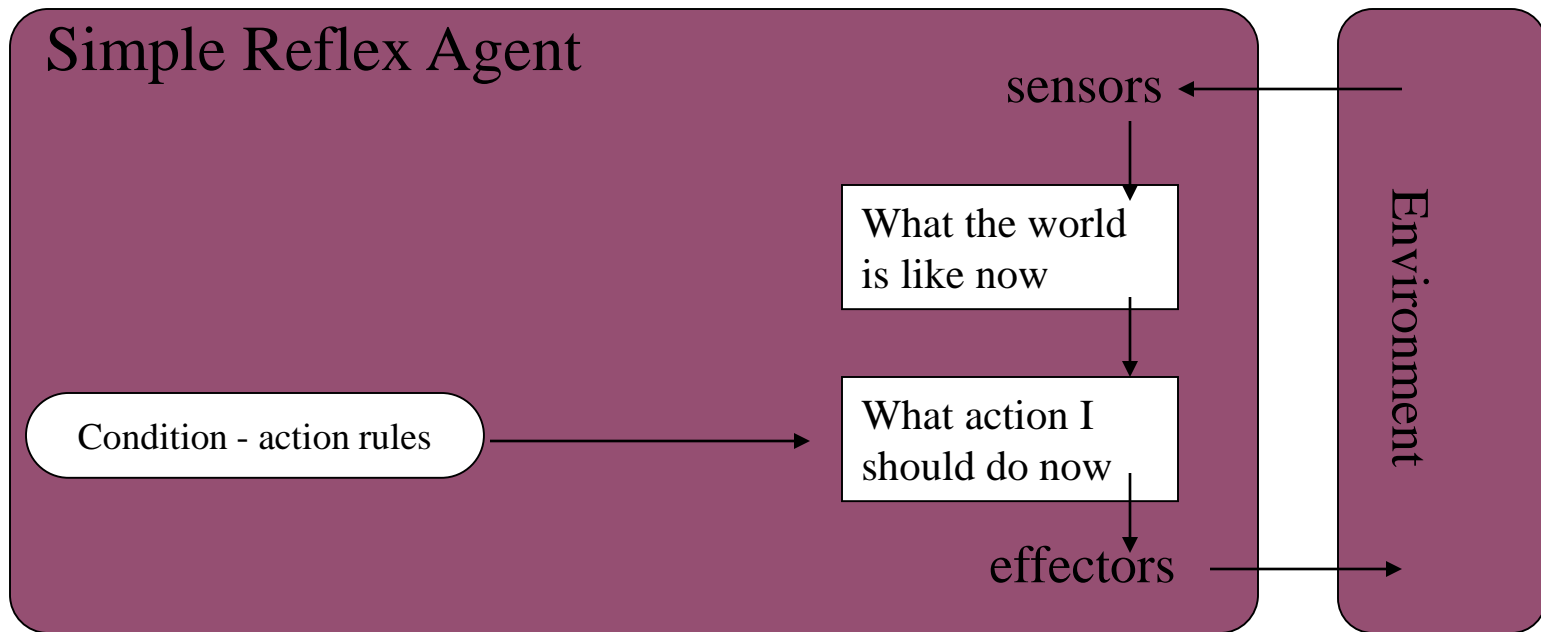 Simple Reflex Agent
sensors
What the world
is like now
Environment
Condition - action rules
What action I
should do now
effectors